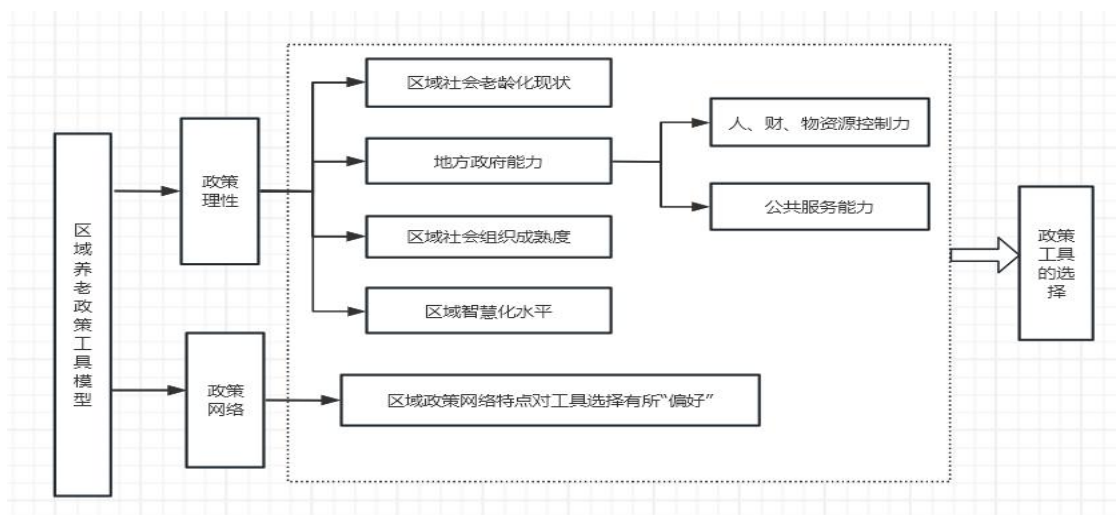 区域养老政策工具模型
政策
理性
政策
网络
区域社会老龄化现状
地方政府能力
区域社会组织成熟度
区域智慧化水平
人、财、物资源控制力
公共服务能力
区域政策网络特点对工具选择有所“偏好”
政策
工具
的选
择